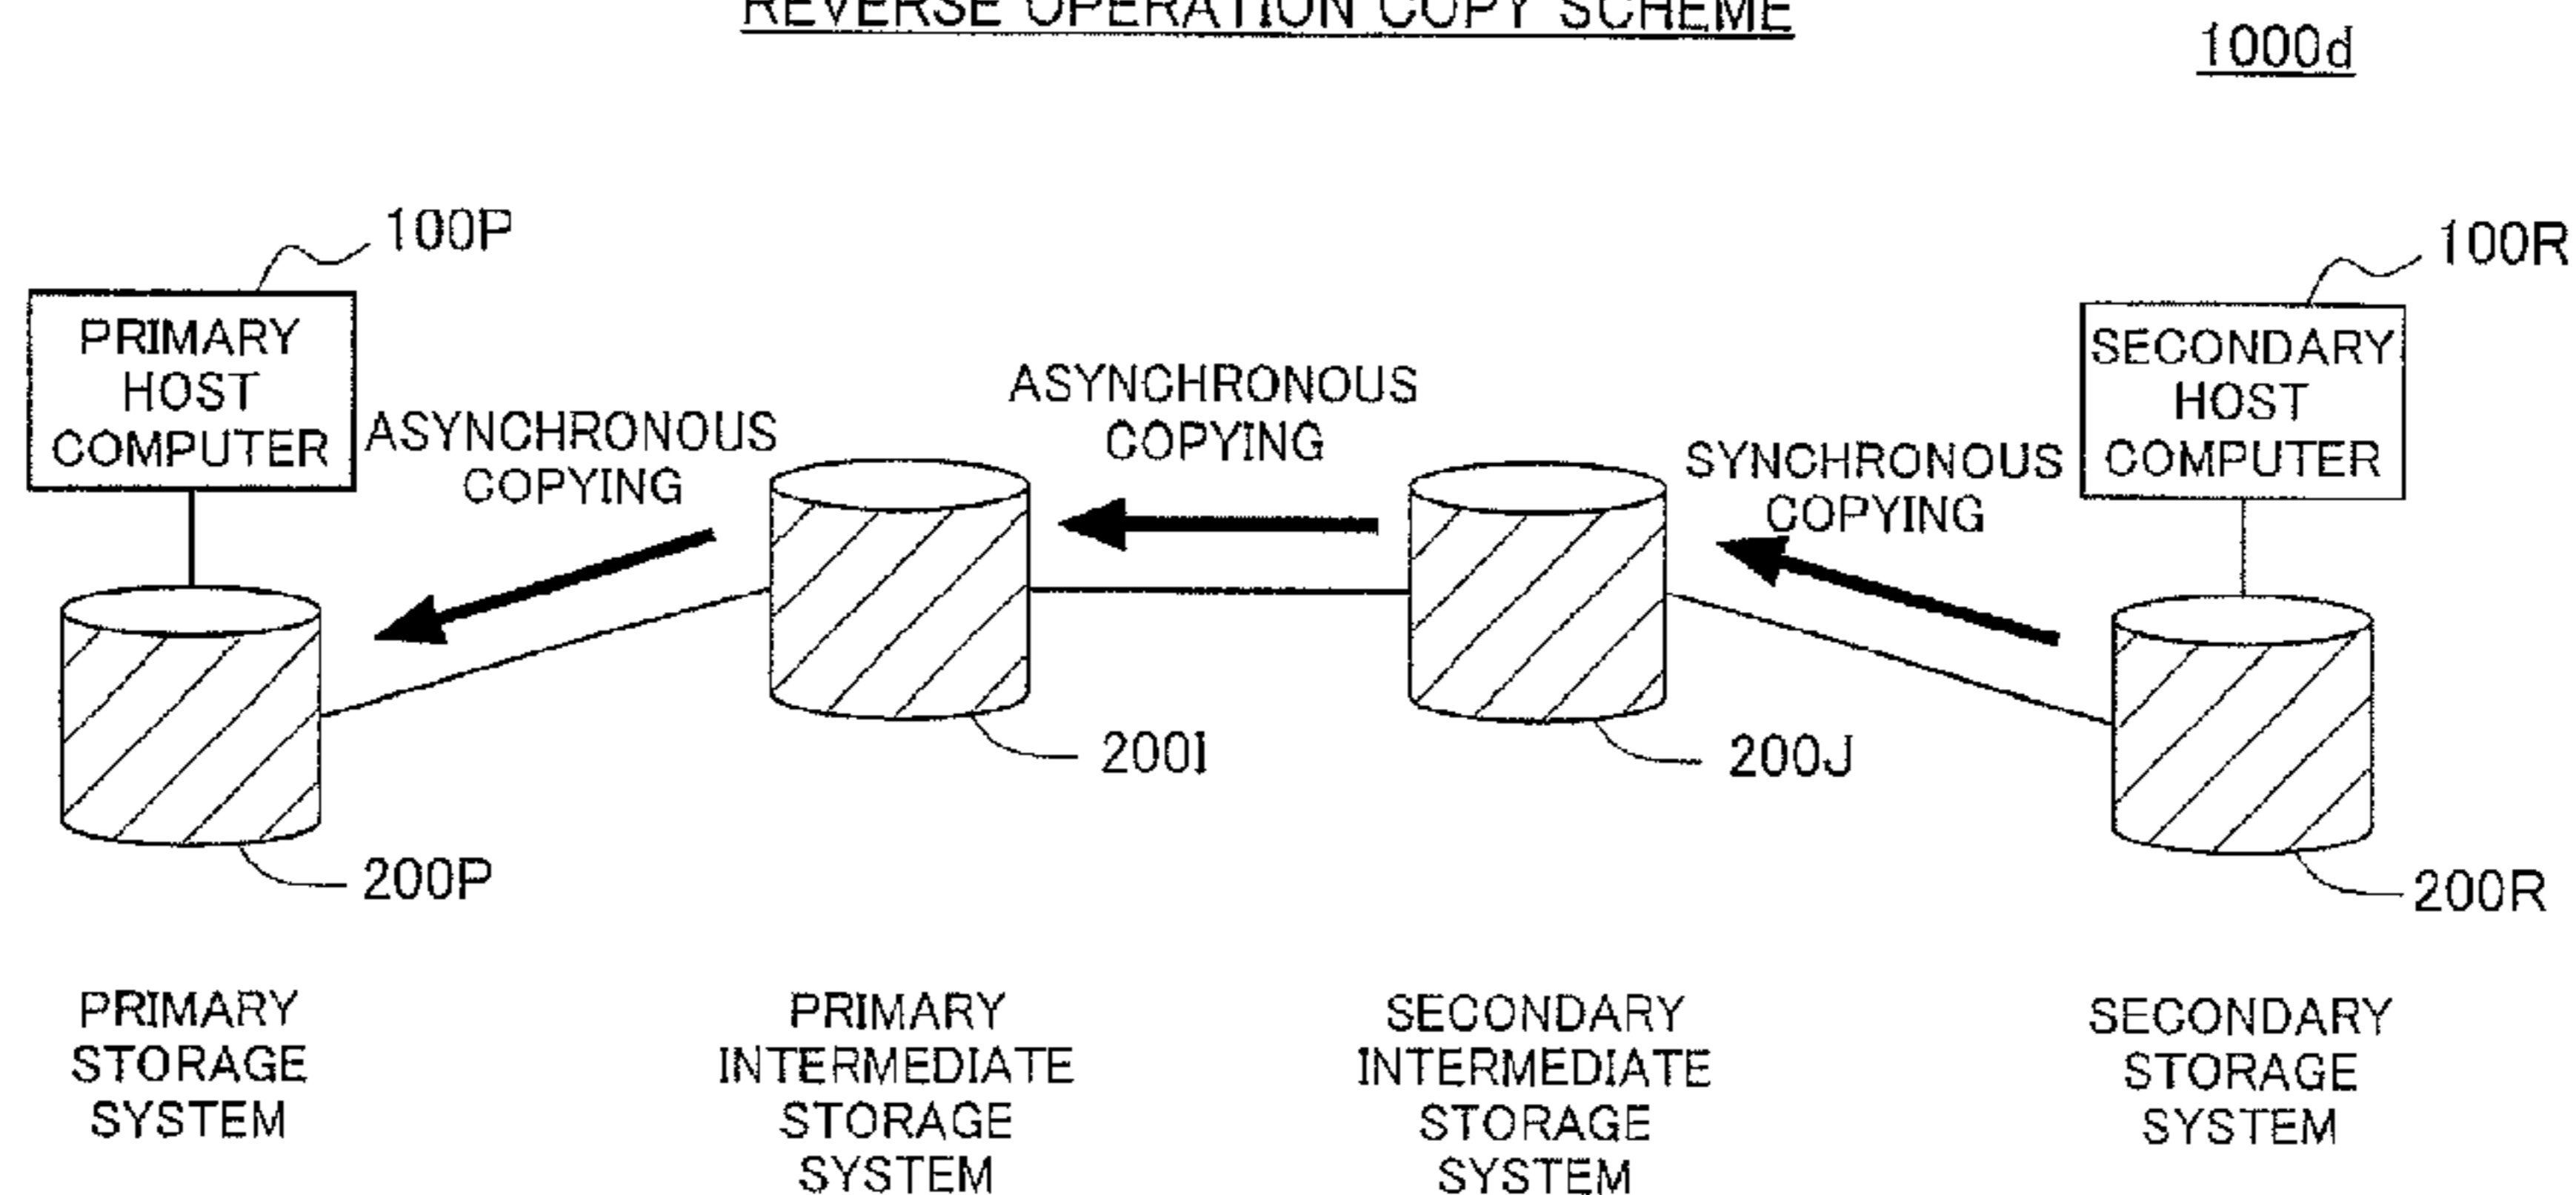 REVERSE OPERATION COPY SCHEME
1000d
100P
100R
PRIMARY
HOST
COMPUTER
ASYNCHRONOUS
COPYING
ASYNCHRONOUS
COPYING
SYNCHRONOUS
COPYING
SECONDARY
HOST
COMPUTER
200P
200I
200J
200R
PRIMARY
STORAGE
SYSTEM
PRIMARY
INTERMEDIATE
STORAGE
SYSTEM
SECONDARY
INTERMEDIATE
STORAGE
SYSTEM
SECONDARY
STORAGE
SYSTEM